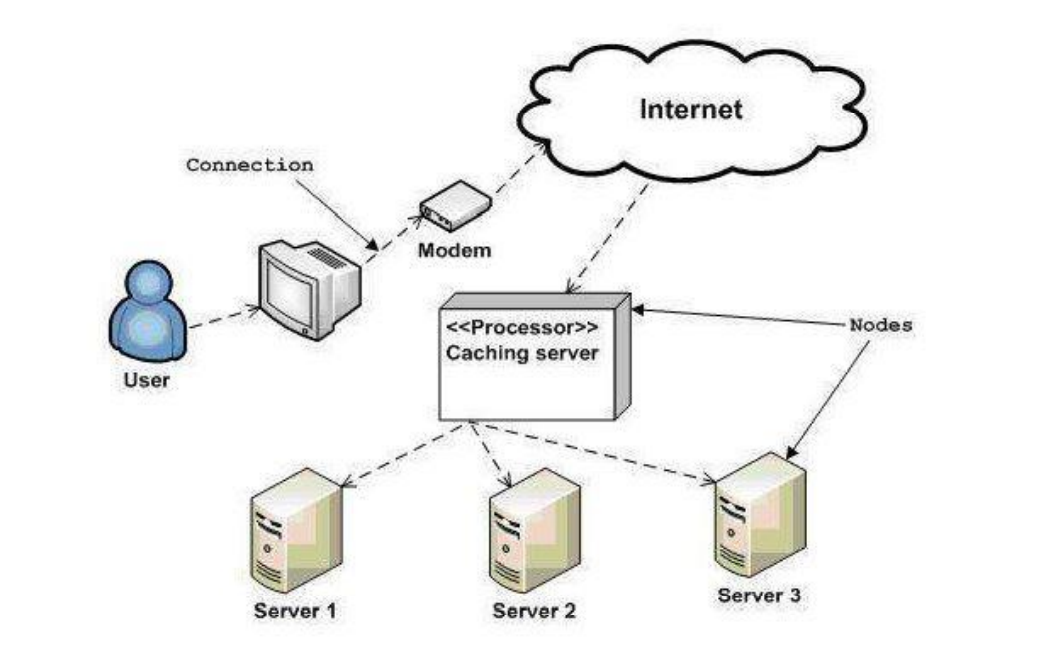 Internet
Connection
Modem
<<Processor>>
Caching server
Nodes
User
Server 1
Server 2
Server 3